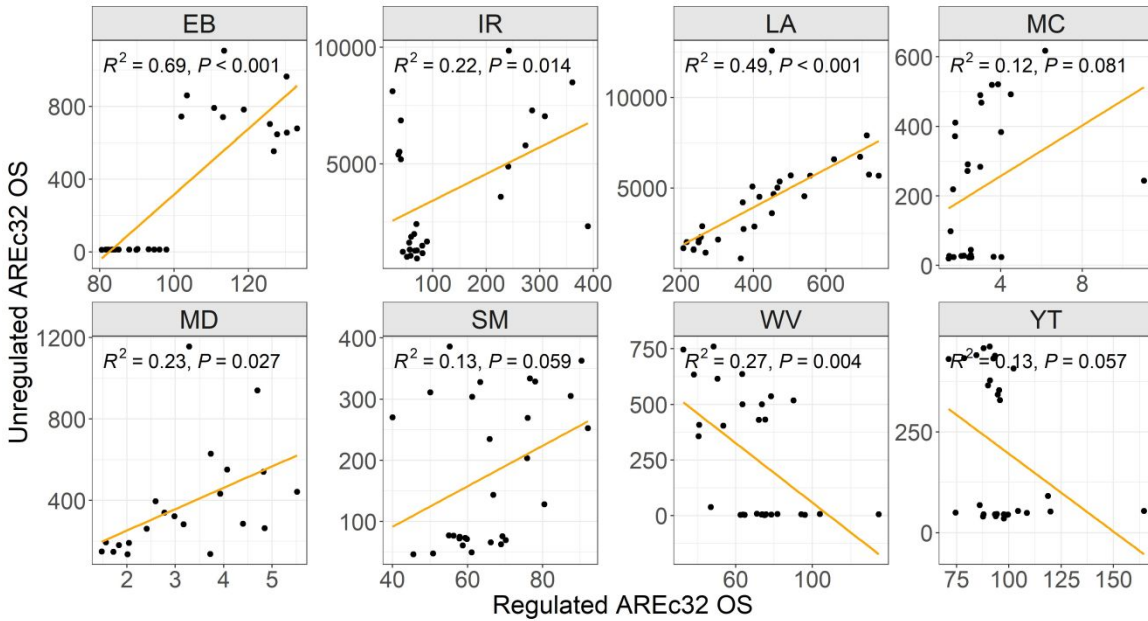 EB
IR
LA
MC
R² = 0.69, P < 0.001
R² = 0.22, P = 0.014
R² = 0.49, P < 0.001
R² = 0.12, P = 0.081
800
400
0
80 100 120
10000
5000
100 200 300 400
12500
10000
5000
200 400 600
600
400
200
0
4 8
MD
SM
WV
YT
R² = 0.23, P = 0.027
R² = 0.13, P = 0.059
R² = 0.27, P = 0.004
R² = 0.13, P = 0.057
1200
800
400
2 3 4 5
400
300
200
100
40 60 80
750
500
250
0
60 100
250
0
75 100 125 150
Unregulated AREc32 OS
Regulated AREc32 OS